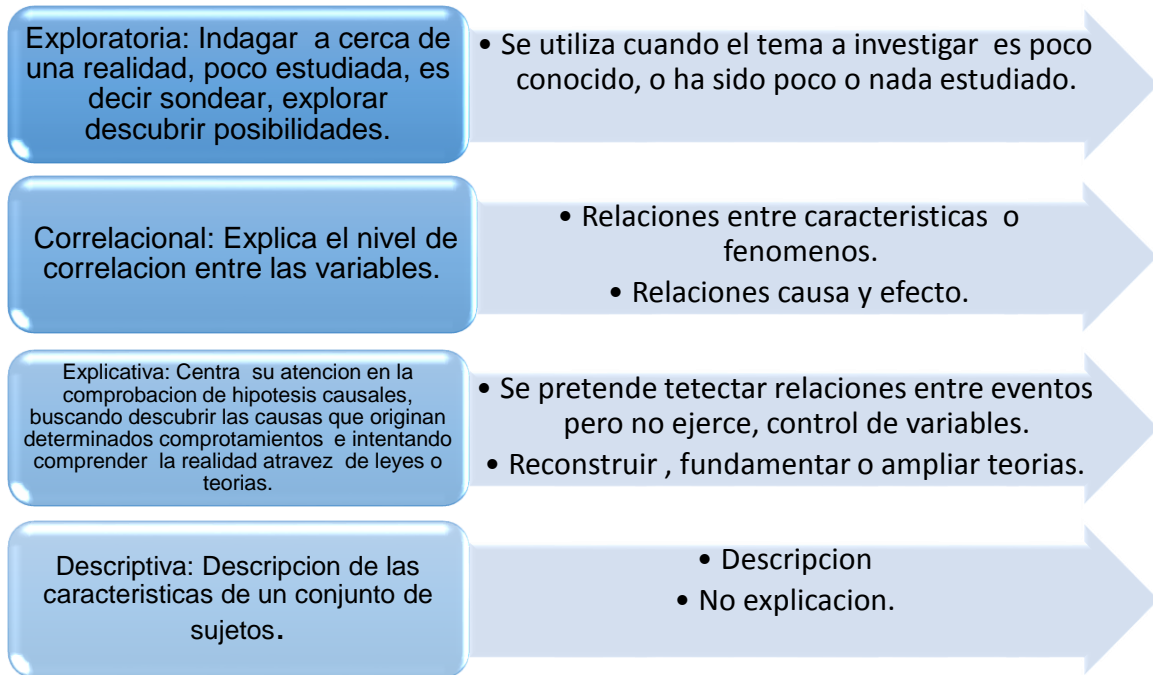 Exploratoria: Indagar a cerca de
una realidad, poco estudiada, es
decir sondear, explorar
descubrir posibilidades.
• Se utiliza cuando el tema a investigar es poco
conocido, o ha sido poco o nada estudiado.
Correlacional: Explica el nivel de
correlacion entre las variables.
• Relaciones entre caracteristicas o
fenomenos.
• Relaciones causa y efecto.
Explicativa: Centra su atencion en la
comprobacion de hipotesis causales,
buscando descubrir las causas que originan
determinados comprotamientos e intentando
comprender la realidad atravez de leyes o
teorias.
• Se pretende tetectar relaciones entre eventos
pero no ejerce, control de variables.
• Reconstruir , fundamentar o ampliar teorias.
Descriptiva: Descripcion de las
caracteristicas de un conjunto de
sujetos.
• Descripcion
• No explicacion.